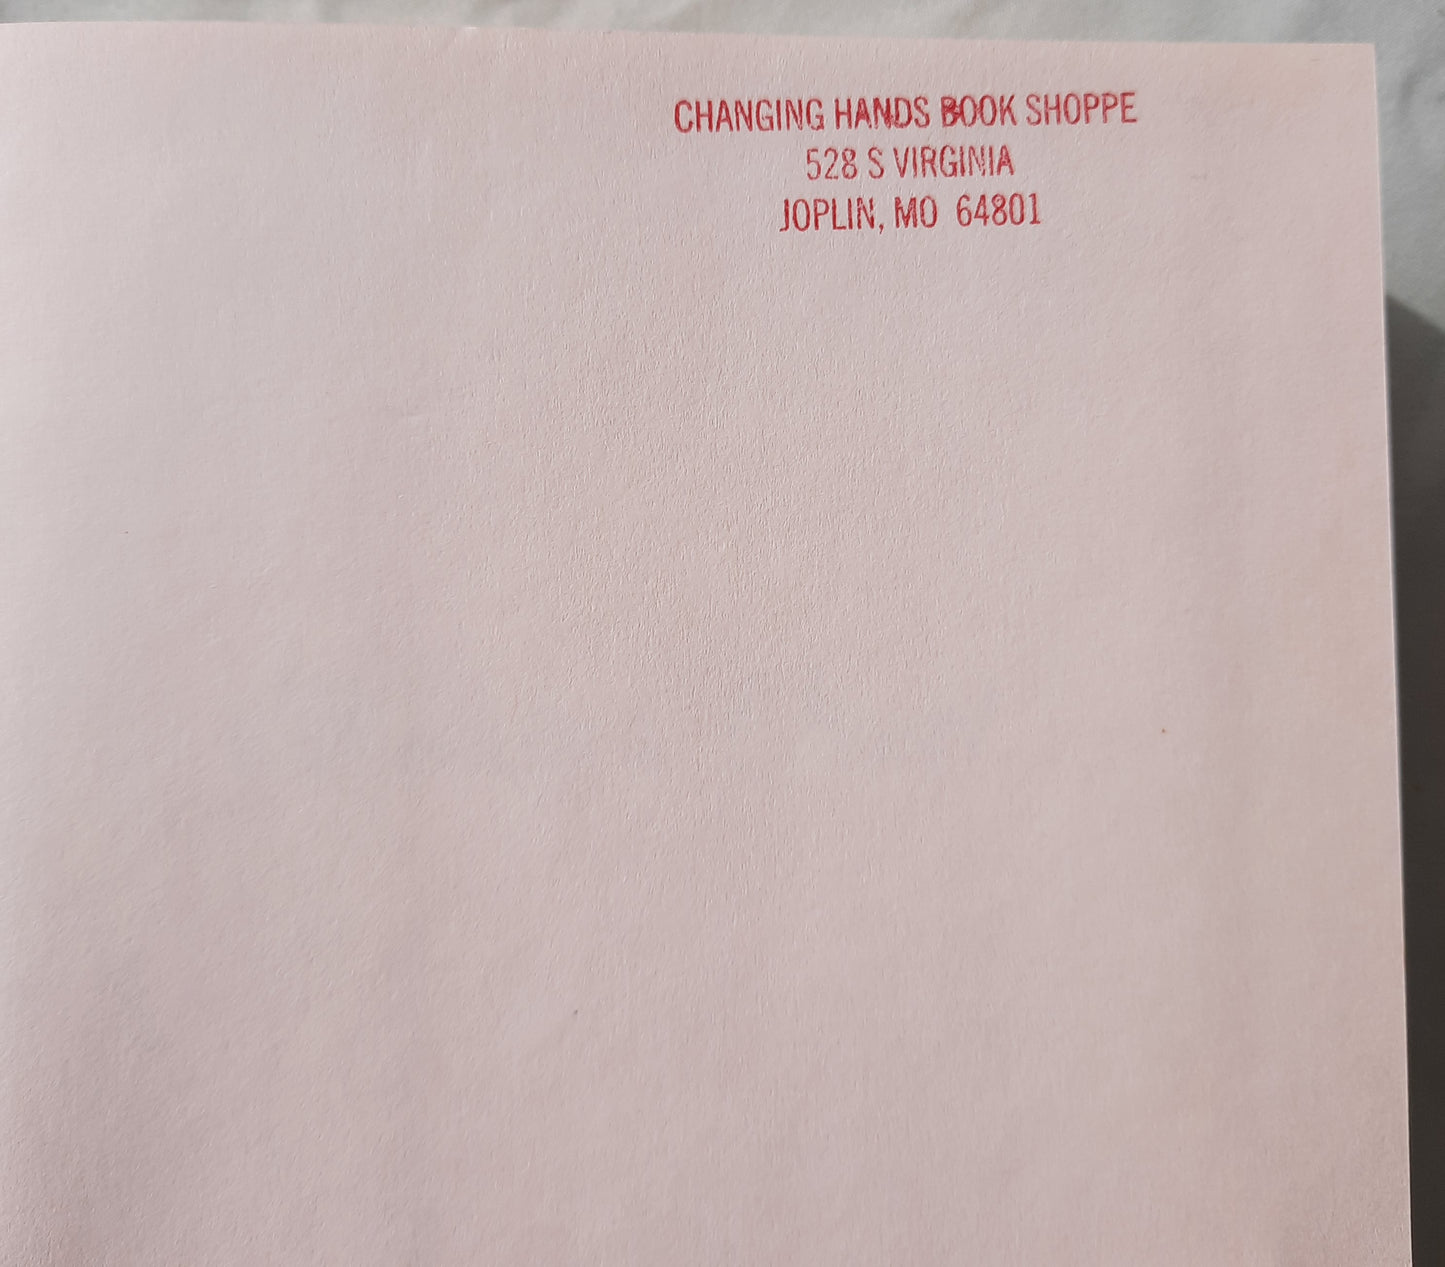 CHANGING HANDS BOOK SHOPPE
528 S VIRGINIA
JOPLIN, MO 64801